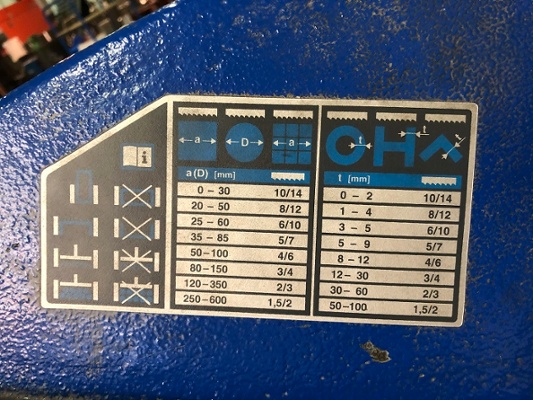 i
a D a
t t t
a (D) [mm] t [mm]
0 – 30 10/14 0 – 2 10/14
20 – 50 8/12 1 – 4 8/12
25 – 60 6/10 3 – 5 6/10
35 – 85 5/7 5 – 9 5/7
50–100 4/6 8 – 12 4/6
80–150 3/4 12– 30 3/4
120–350 2/3 30 – 60 2/3
250–600 1,5/2 50–100 1,5/2